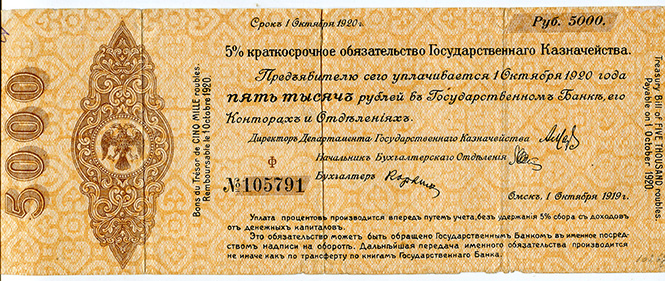 Срокъ 1 Октября 1920 г.
Руб. 5000.
5% краткосрочное обязательство Государственнаго Казначейства.
Предъявителю сего уплачивается 1 Октября 1920 года
пять тысячъ рублей въ Государственномъ Банкѣ, его
Конторахъ и Отдѣленіяхъ.
Директоръ Департамента Государственнаго Казначейства
Начальникъ Бухгалтерскаго Отдѣленія
Ф
Бухгалтеръ
№ 105791
Омскъ, 1 Октября 1919 г.
Уплата процентовъ производится впередъ путемъ учета, безъ удержанія 5% сбора съ доходовъ
отъ денежныхъ капиталовъ.
Это обязательство можетъ быть обращено Государственнымъ Банкомъ въ именное посред-
ствомъ надписи на оборотѣ. Дальнѣйшая передача именного обязательства производится
не иначе какъ по трансферту по книгамъ Государственнаго Банка.
5000
Bons du Trésor de CINQ MILLE roubles.
Remboursable le 1 Octobre 1920.
Treasury Bill of FIVE THOUSAND roubles.
Payable on 1 October 1920